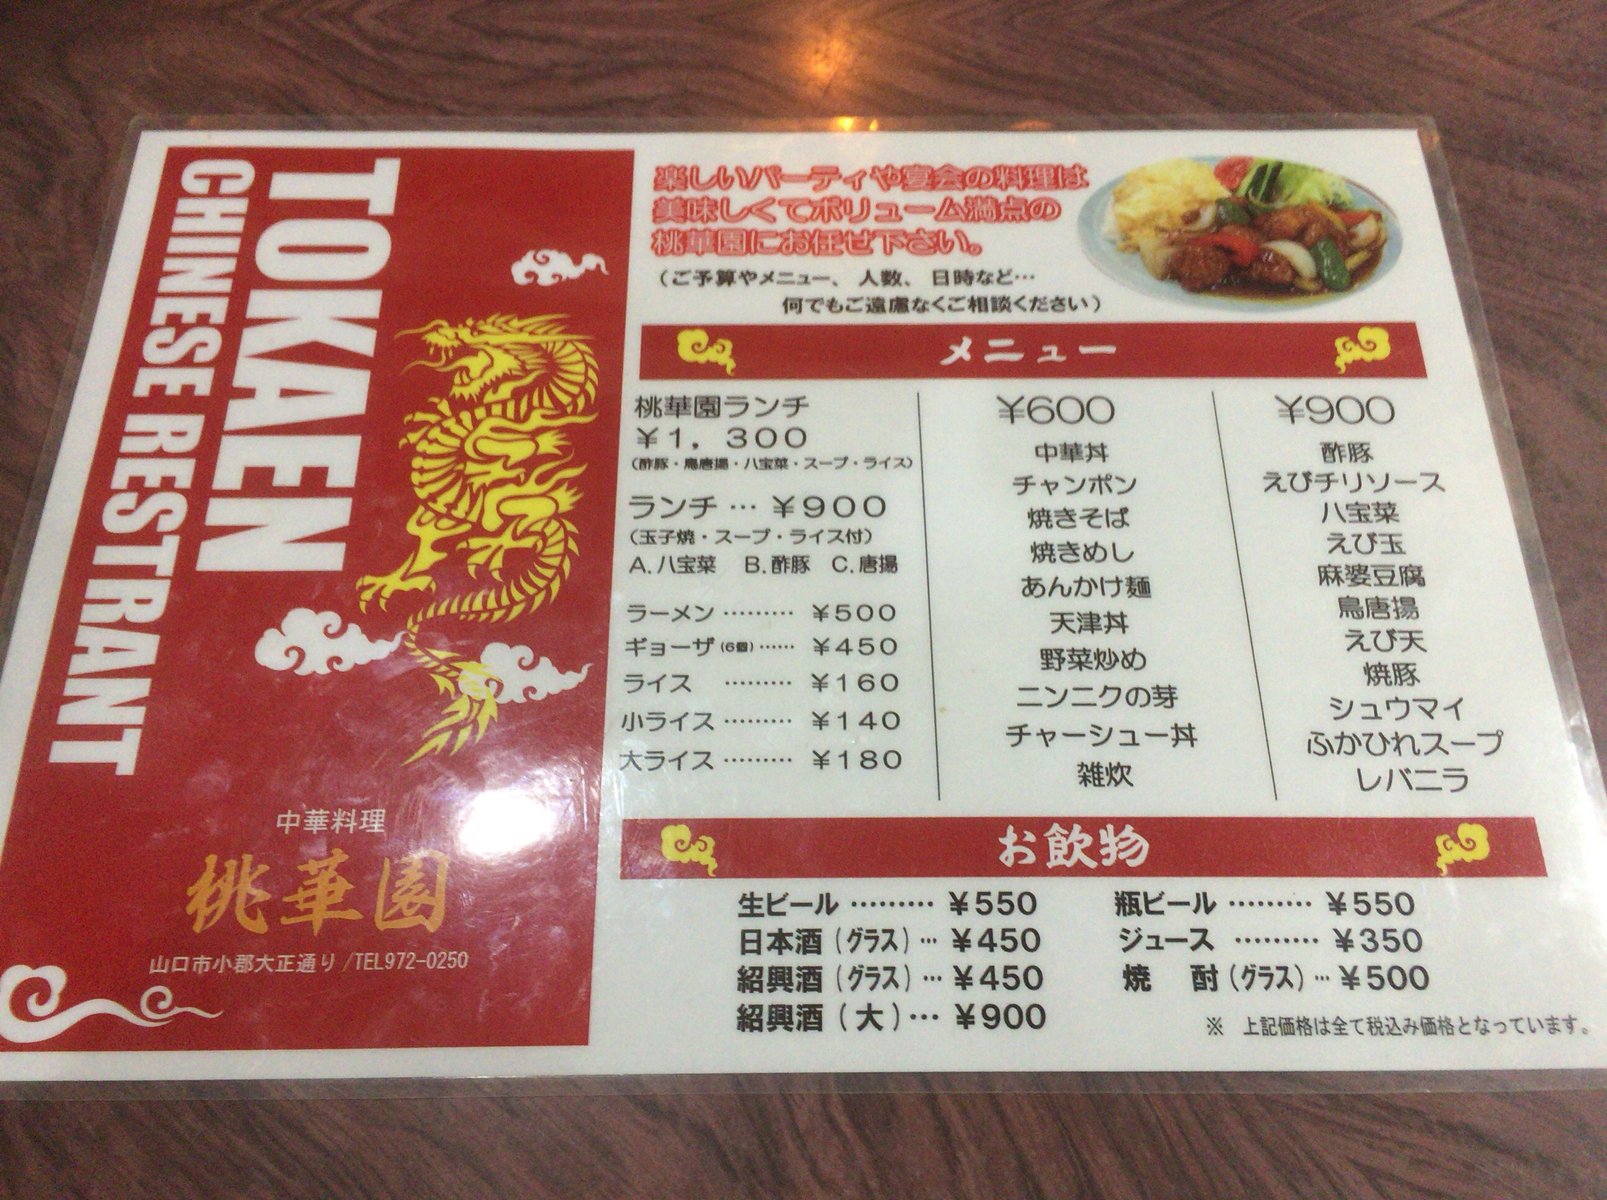 TOKAEN
CHINESE RESTRANT
中華料理
桃華園
山口市小郡大正通り/TEL972-0250
楽しいパーティや宴会の料理は
美味しくてボリューム満点の
桃華園にお任せ下さい。
(ご予算やメニュー、人数、日時など…
何でもご遠慮なくご相談ください)
メニュー
桃華園ランチ
¥1,300
(酢豚・鳥唐揚・八宝菜・スープ・ライス)
ランチ … ¥900
(玉子焼・スープ・ライス付)
A.八宝菜 B.酢豚 C.唐揚
ラーメン ……… ¥500
ギョーザ(6個) …… ¥450
ライス ……… ¥160
小ライス ……… ¥140
大ライス ……… ¥180
¥600
中華丼
チャンポン
焼きそば
焼きめし
あんかけ麺
天津丼
野菜炒め
ニンニクの芽
チャーシュー丼
雑炊
¥900
酢豚
えびチリソース
八宝菜
えび玉
麻婆豆腐
鳥唐揚
えび天
焼豚
シュウマイ
ふかひれスープ
レバニラ
お飲物
生ビール ……… ¥550
日本酒(グラス) … ¥450
紹興酒(グラス) … ¥450
紹興酒(大) … ¥900
瓶ビール ……… ¥550
ジュース ……… ¥350
焼 酎(グラス) … ¥500
※ 上記価格は全て税込み価格となっています。